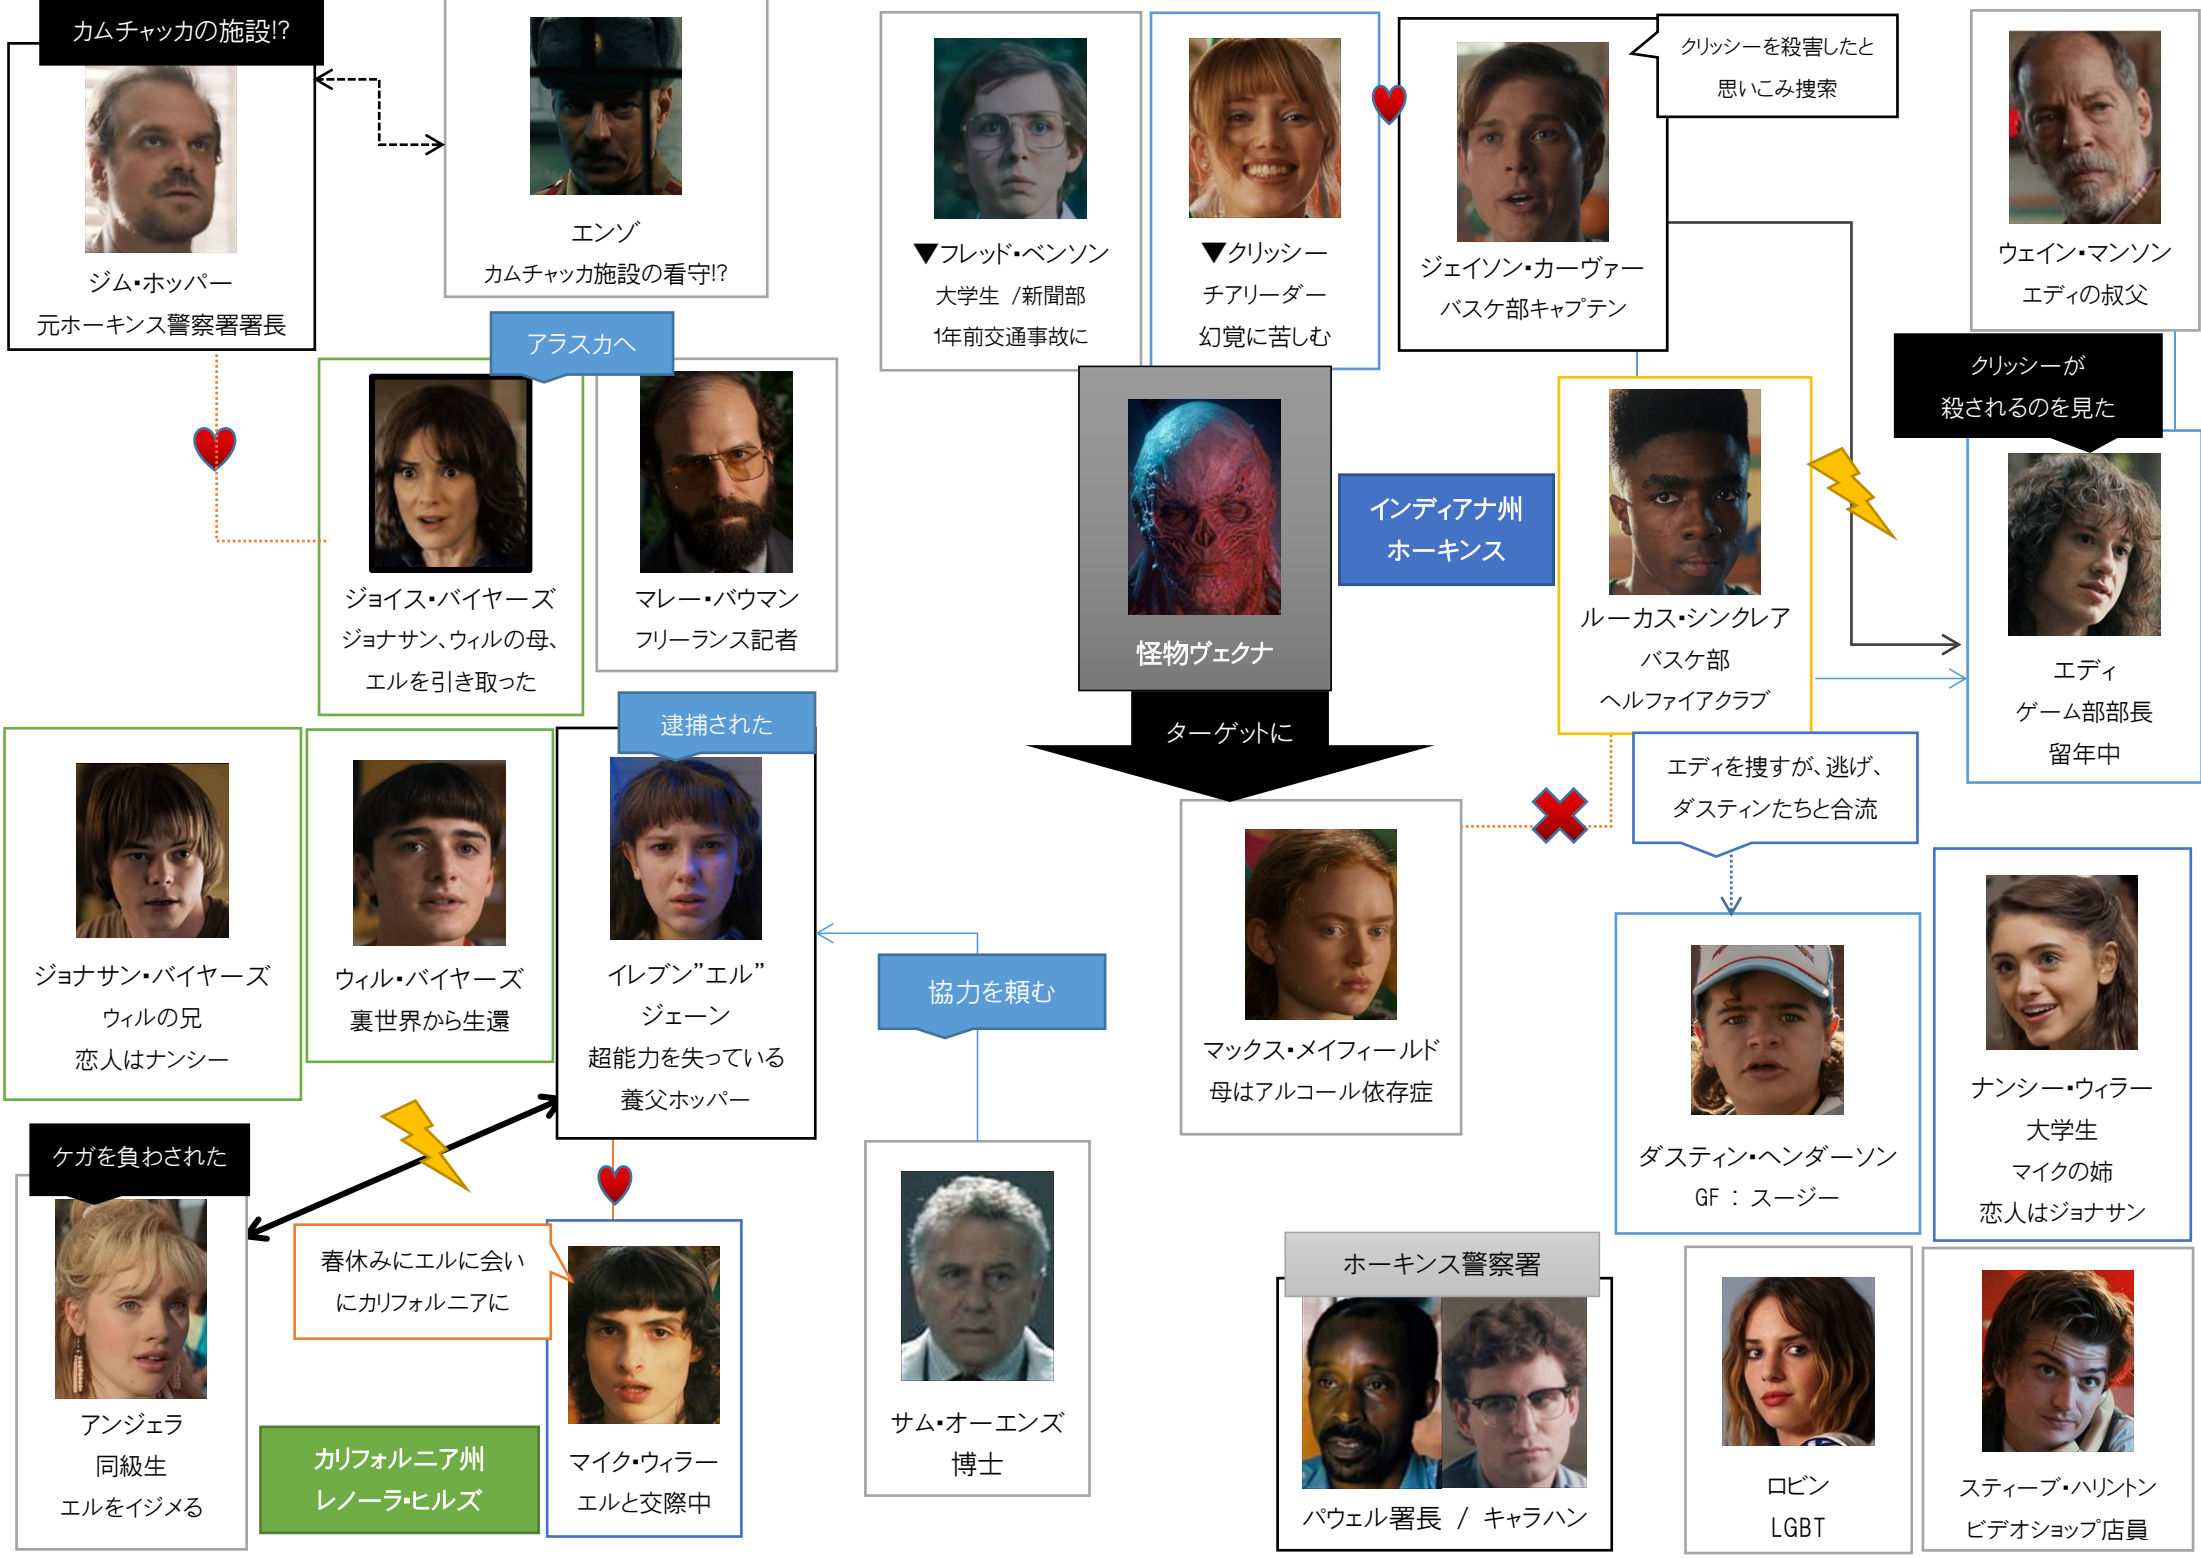 カムチャッカの施設!?
ジム・ホッパー
元ホーキンス警察署署長
エンゾ
カムチャッカ施設の看守!?
▼フレッド・ベンソン
大学生 /新聞部
1年前交通事故に
▼クリッシー
チアリーダー
幻覚に苦しむ
ジェイソン・カーヴァー
バスケ部キャプテン
クリッシーを殺害したと
思いこみ捜索
ウェイン・マンソン
エディの叔父
アラスカへ
ジョイス・バイヤーズ
ジョナサン、ウィルの母、
エルを引き取った
マレー・バウマン
フリーランス記者
怪物ヴェクナ
ターゲットに
インディアナ州
ホーキンス
ルーカス・シンクレア
バスケ部
ヘルファイアクラブ
クリッシーが
殺されるのを見た
エディ
ゲーム部部長
留年中
ジョナサン・バイヤーズ
ウィルの兄
恋人はナンシー
ウィル・バイヤーズ
裏世界から生還
逮捕された
イレブン”エル”
ジェーン
超能力を失っている
養父ホッパー
協力を頼む
マックス・メイフィールド
母はアルコール依存症
エディを捜すが、逃げ、
ダスティンたちと合流
ダスティン・ヘンダーソン
GF : スージー
ナンシー・ウィラー
大学生
マイクの姉
恋人はジョナサン
ケガを負わされた
アンジェラ
同級生
エルをイジメる
春休みにエルに会い
にカリフォルニアに
カリフォルニア州
レノーラ・ヒルズ
マイク・ウィラー
エルと交際中
サム・オーエンズ
博士
ホーキンス警察署
パウェル署長 / キャラハン
ロビン
LGBT
スティーブ・ハリントン
ビデオショップ店員